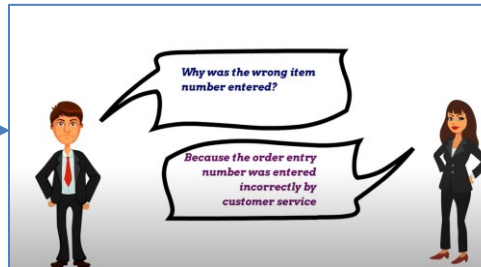 Why was the wrong item
number entered?
Because the order entry
number was entered
incorrectly by
customer service